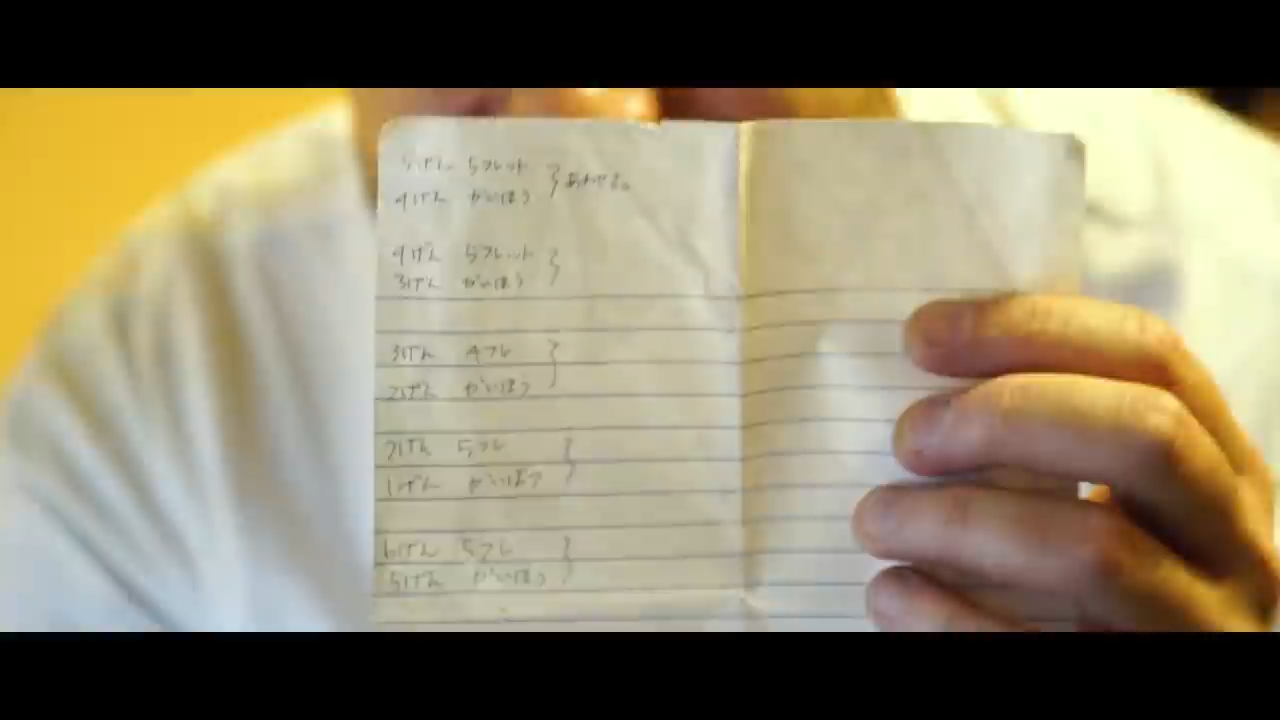 5げん 5フレット
4げん かいほう } あわせる。
4げん 5フレット
3げん かいほう
3げん 4フレ
2げん かいほう
2げん 5フレ
1げん かいほう
6げん 5フレ
5げん かいほう